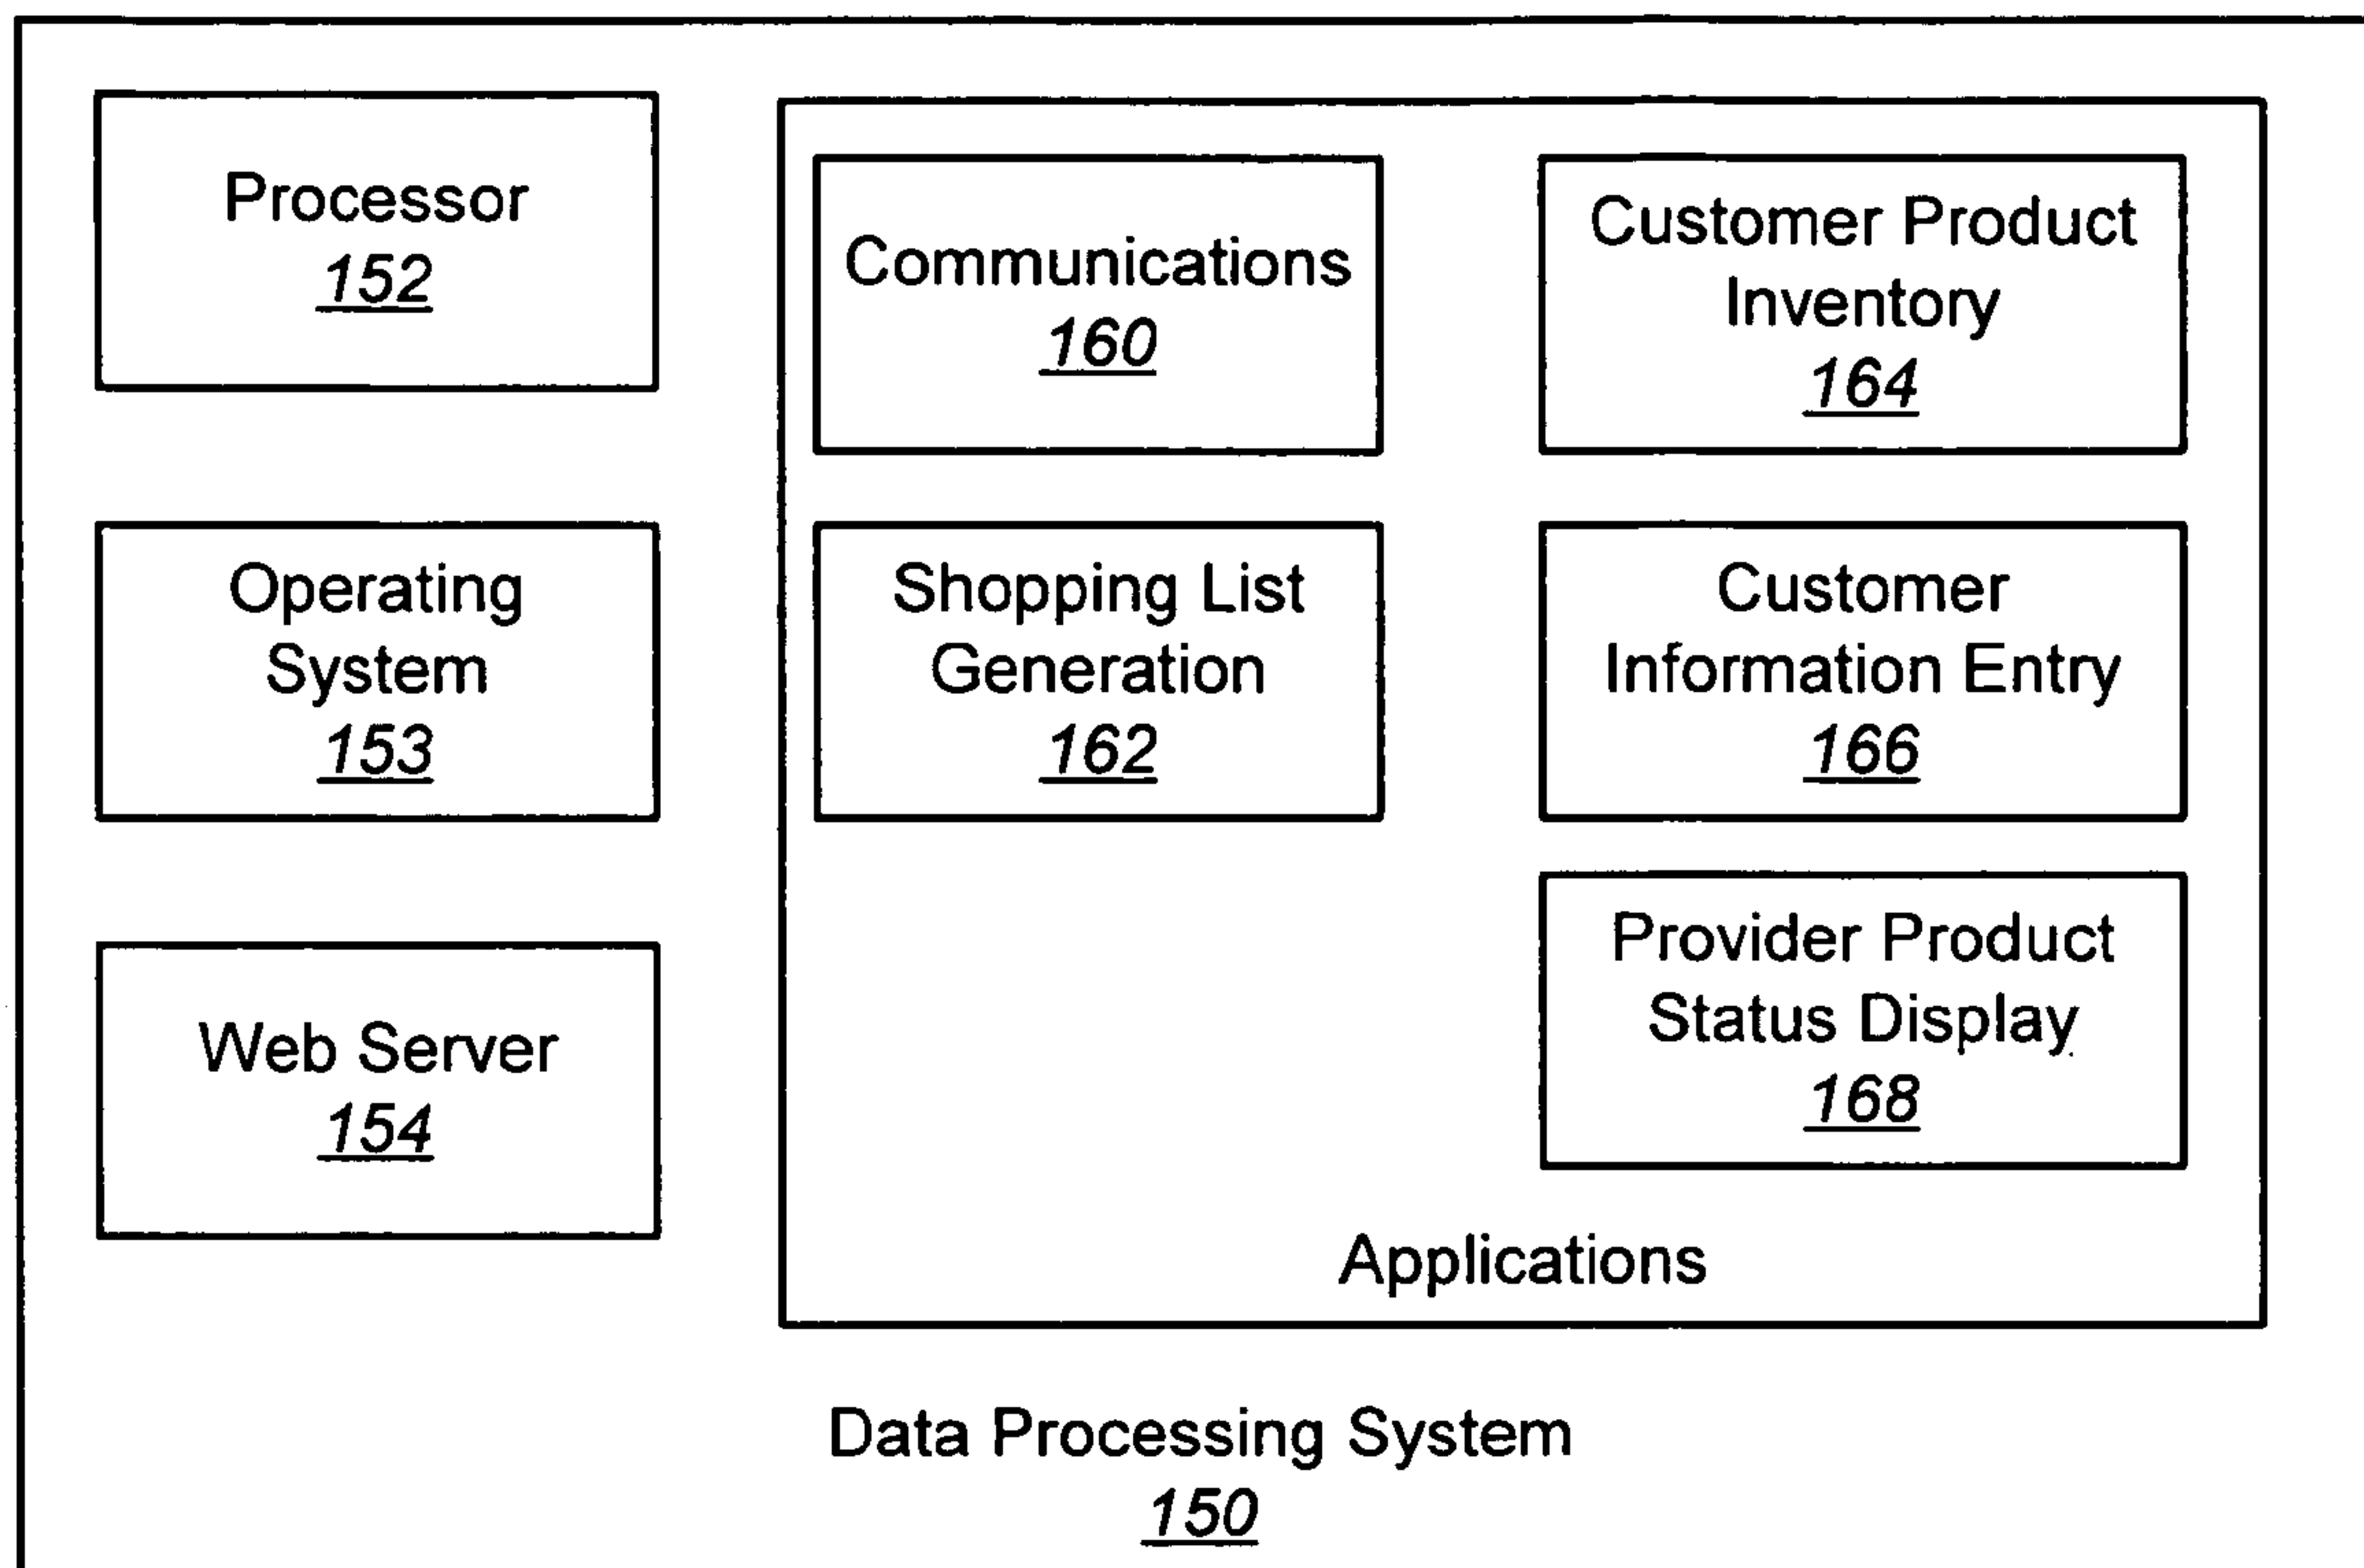 Processor
152
Operating
System
153
Web Server
154
Communications
160
Shopping List
Generation
162
Customer Product
Inventory
164
Customer
Information Entry
166
Provider Product
Status Display
168
Applications
Data Processing System
150